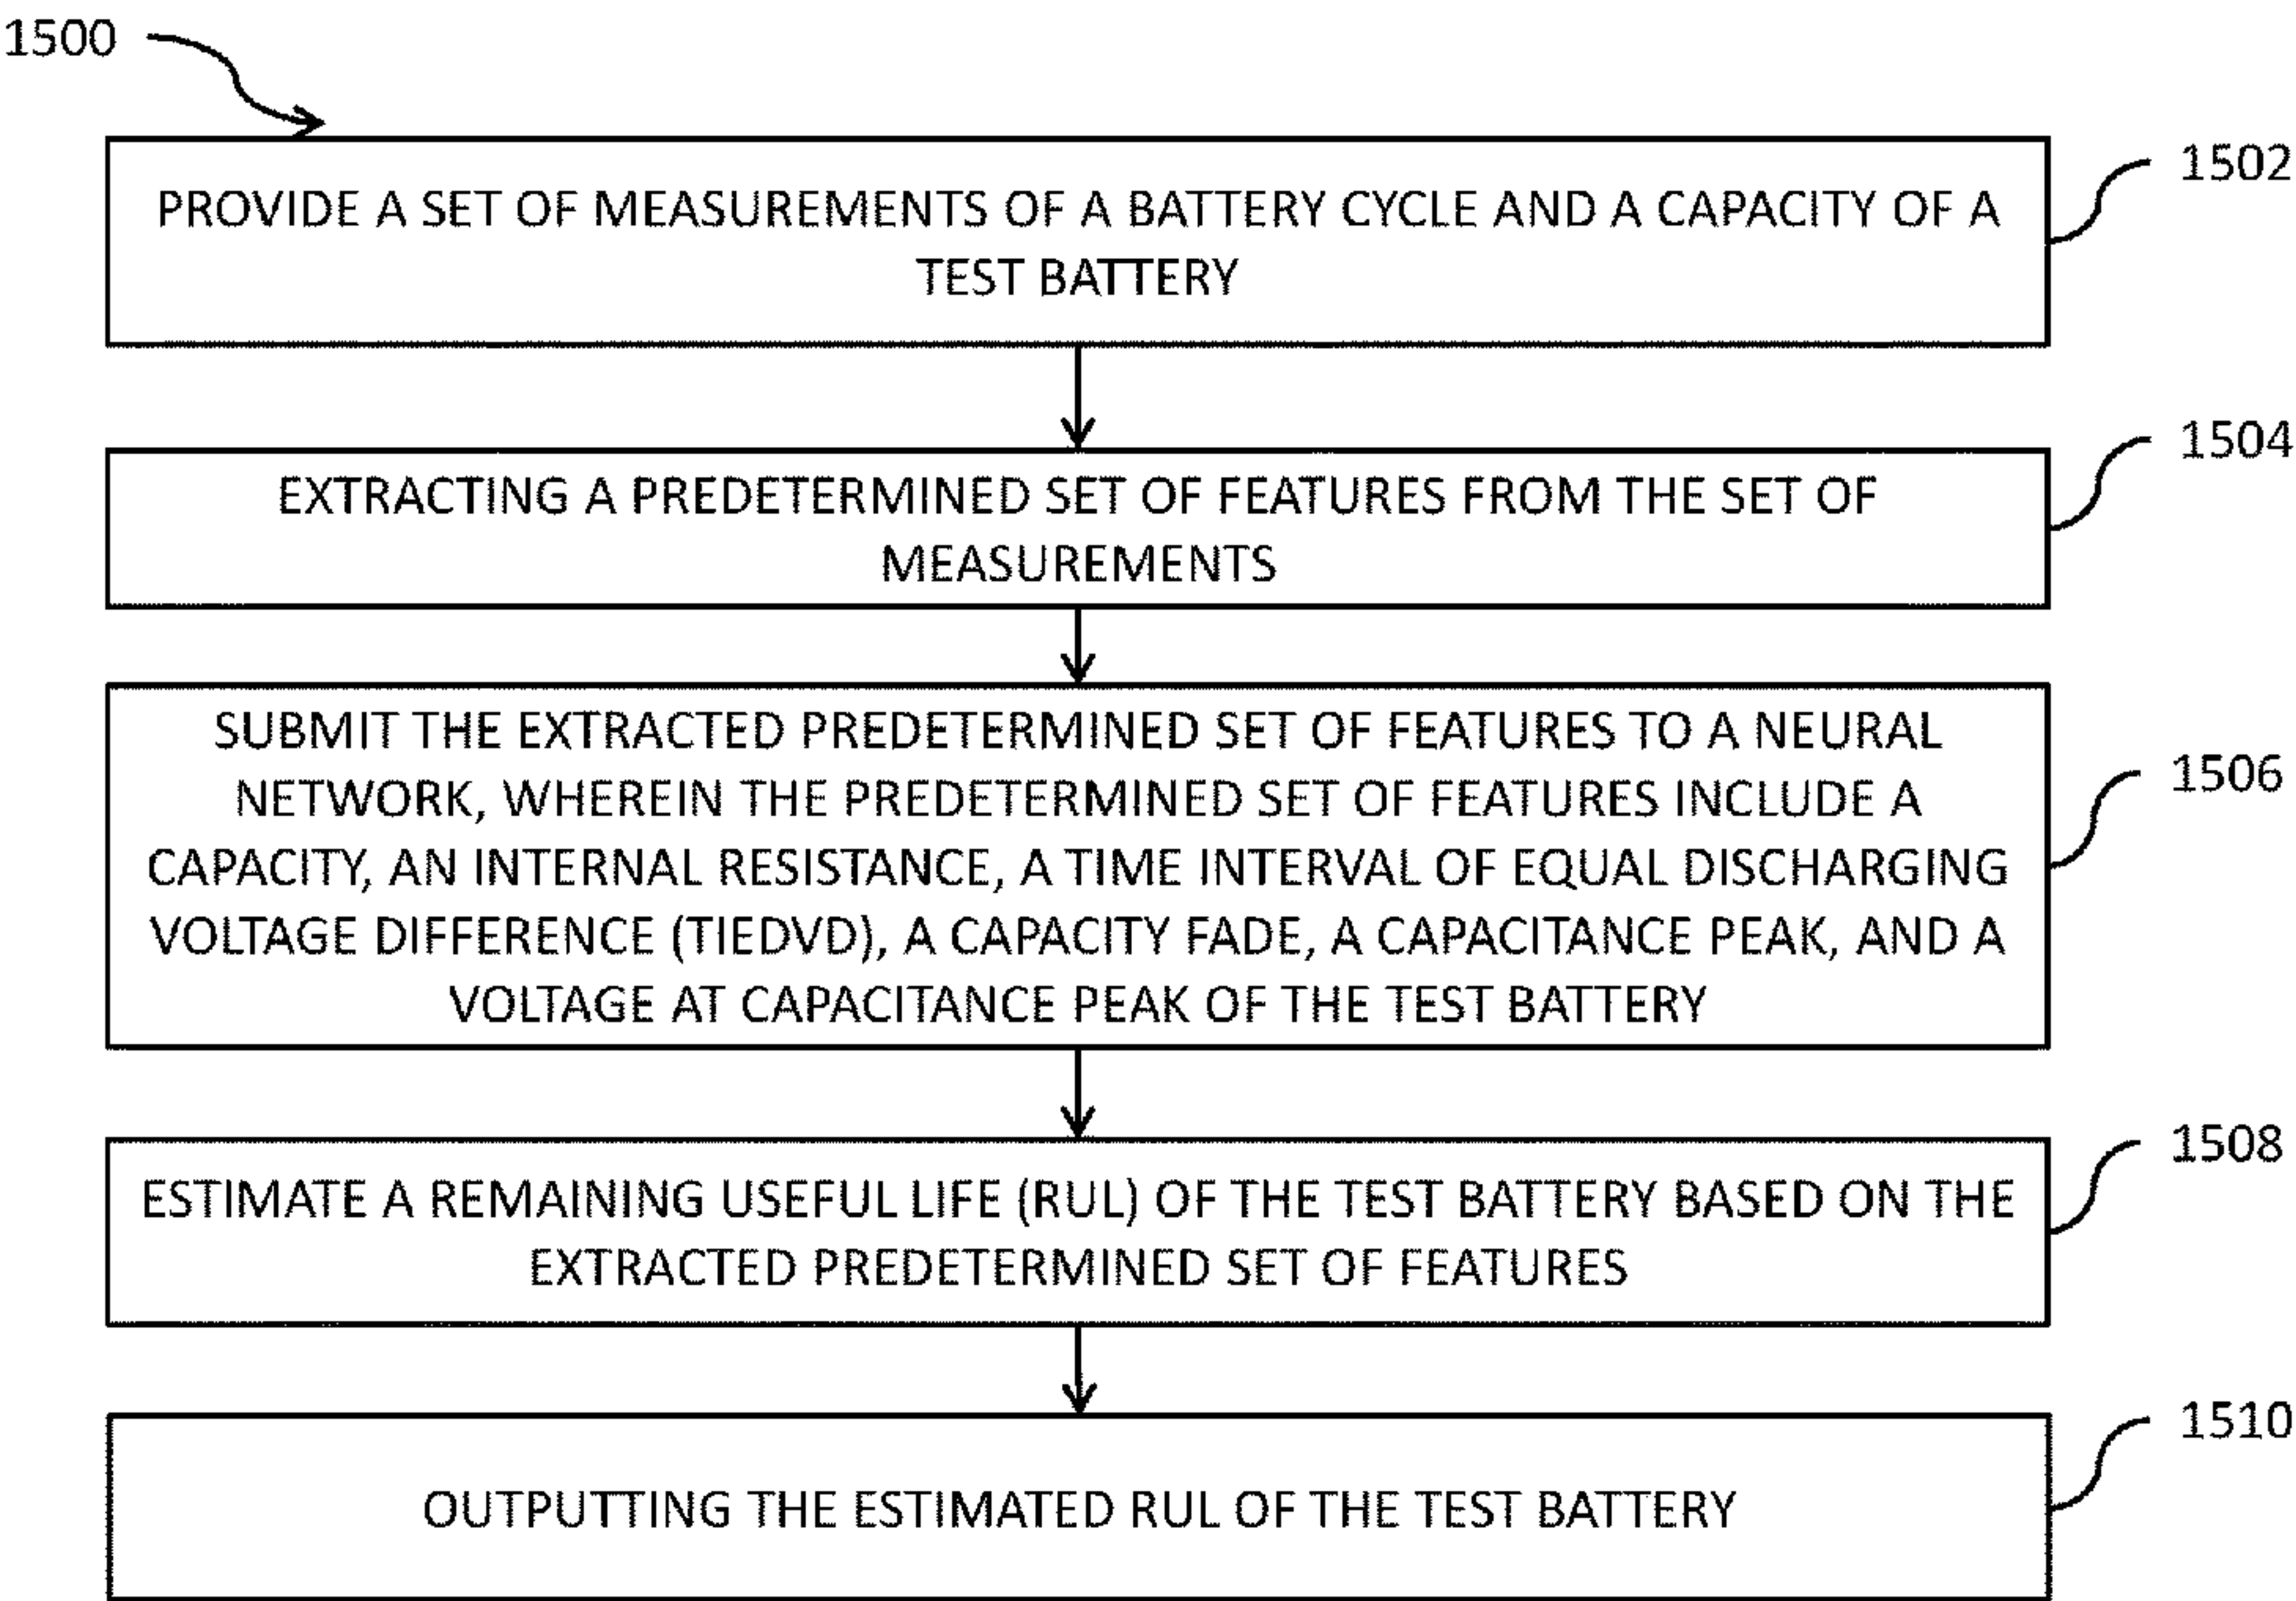 1500
1502
PROVIDE A SET OF MEASUREMENTS OF A BATTERY CYCLE AND A CAPACITY OF A
TEST BATTERY
1504
EXTRACTING A PREDETERMINED SET OF FEATURES FROM THE SET OF
MEASUREMENTS
SUBMIT THE EXTRACTED PREDETERMINED SET OF FEATURES TO A NEURAL
1506
NETWORK, WHEREIN THE PREDETERMINED SET OF FEATURES INCLUDE A
CAPACITY, AN INTERNAL RESISTANCE, A TIME INTERVAL OF EQUAL DISCHARGING
VOLTAGE DIFFERENCE (TIEDVD), A CAPACITY FADE, A CAPACITANCE PEAK, AND A
VOLTAGE AT CAPACITANCE PEAK OF THE TEST BATTERY
1508
ESTIMATE A REMAINING USEFUL LIFE (RUL) OF THE TEST BATTERY BASED ON THE
EXTRACTED PREDETERMINED SET OF FEATURES
1510
OUTPUTTING THE ESTIMATED RUL OF THE TEST BATTERY